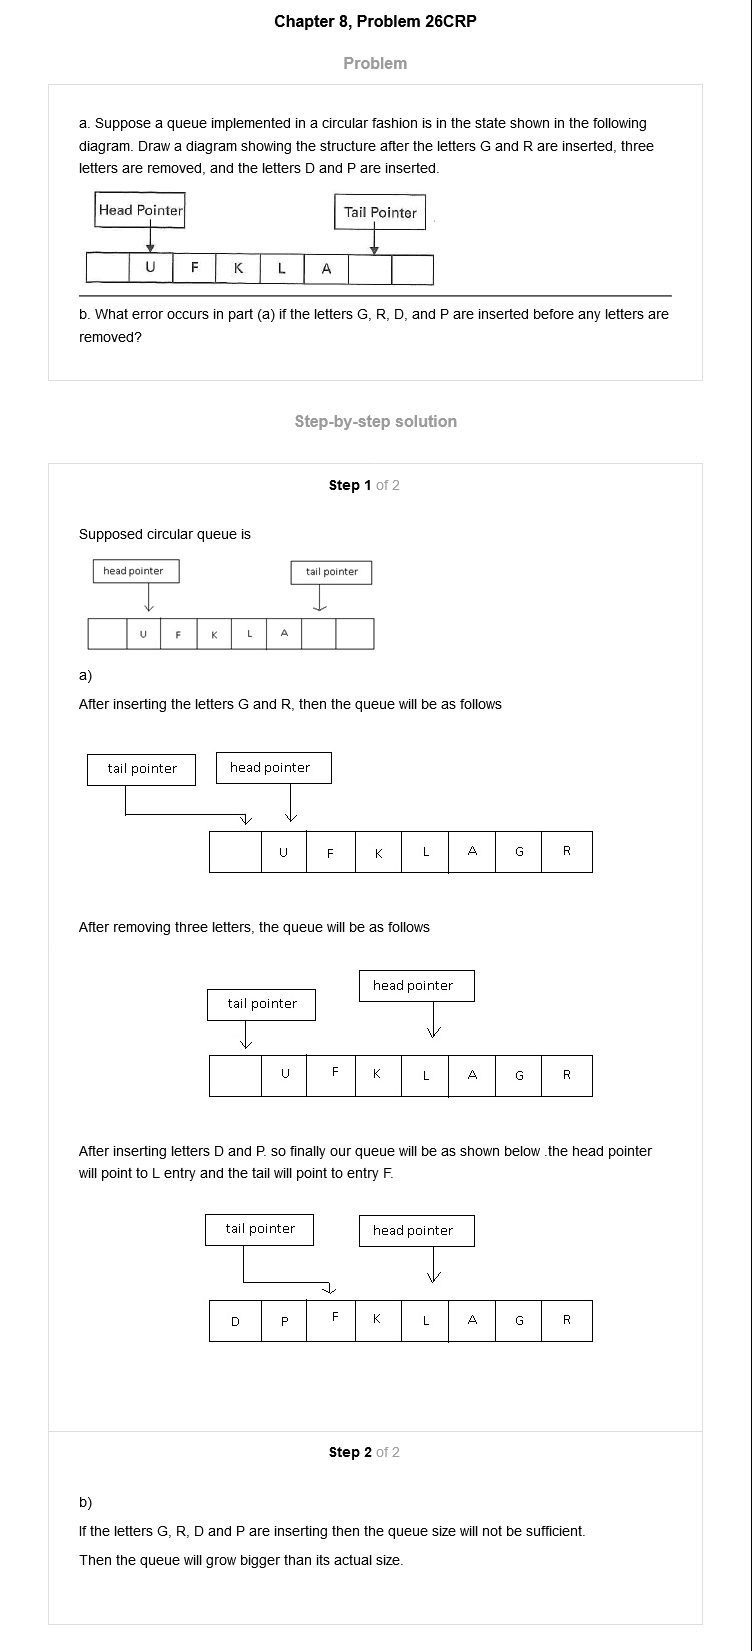 Chapter 8, Problem 26CRP
Problem
a. Suppose a queue implemented in a circular fashion is in the state shown in the following
diagram. Draw a diagram showing the structure after the letters G and R are inserted, three
letters are removed, and the letters D and P are inserted.
Head Pointer Tail Pointer
U F K L A
b. What error occurs in part (a) if the letters G, R, D, and P are inserted before any letters are
removed?
Step-by-step solution
Step 1 of 2
Supposed circular queue is
head pointer tail pointer
U F K L A
a)
After inserting the letters G and R, then the queue will be as follows
tail pointer head pointer
U F K L A G R
After removing three letters, the queue will be as follows
head pointer
tail pointer
U F K L A G R
After inserting letters D and P. so finally our queue will be as shown below .the head pointer
will point to L entry and the tail will point to entry F.
tail pointer head pointer
D P F K L A G R
Step 2 of 2
b)
If the letters G, R, D and P are inserting then the queue size will not be sufficient.
Then the queue will grow bigger than its actual size.